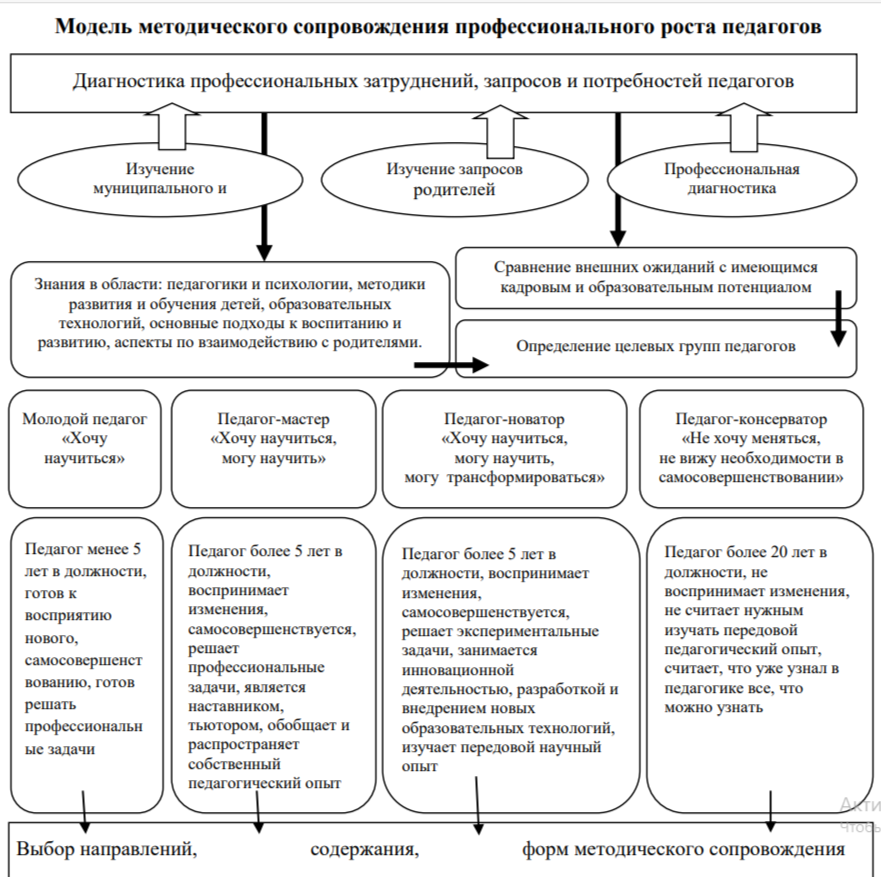 Модель методического сопровождения профессионального роста педагогов
Диагностика профессиональных затруднений, запросов и потребностей педагогов
Изучение
муниципального и
Изучение запросов
родителей
Профессиональная
диагностика
Знания в области: педагогики и психологии, методики
развития и обучения детей, образовательных
технологий, основные подходы к воспитанию и
развитию, аспекты по взаимодействию с родителями.
Сравнение внешних ожиданий с имеющимся
кадровым и образовательным потенциалом
Определение целевых групп педагогов
Молодой педагог
«Хочу
научиться»
Педагог-мастер
«Хочу научиться,
могу научить»
Педагог-новатор
«Хочу научиться,
могу научить,
могу трансформироваться»
Педагог-консерватор
«Не хочу меняться,
не вижу необходимости в
самосовершенствовании»
Педагог менее 5
лет в должности,
готов к
восприятию
нового,
самосовершенст
вованию, готов
решать
профессиональн
ые задачи
Педагог более 5 лет в
должности,
воспринимает
изменения,
самосовершенствуется,
решает
профессиональные
задачи, является
наставником,
тьютором, обобщает и
распространяет
собственный
педагогический опыт
Педагог более 5 лет в
должности, воспринимает
изменения,
самосовершенствуется,
решает экспериментальные
задачи, занимается
инновационной
деятельностью, разработкой и
внедрением новых
образовательных технологий,
изучает передовой научный
опыт
Педагог более 20 лет в
должности, не
воспринимает изменения,
не считает нужным
изучать передовой
педагогический опыт,
считает, что уже узнал в
педагогике все, что
можно узнать
Акти
Чтобы
Выбор направлений, содержания, форм методического сопровождения